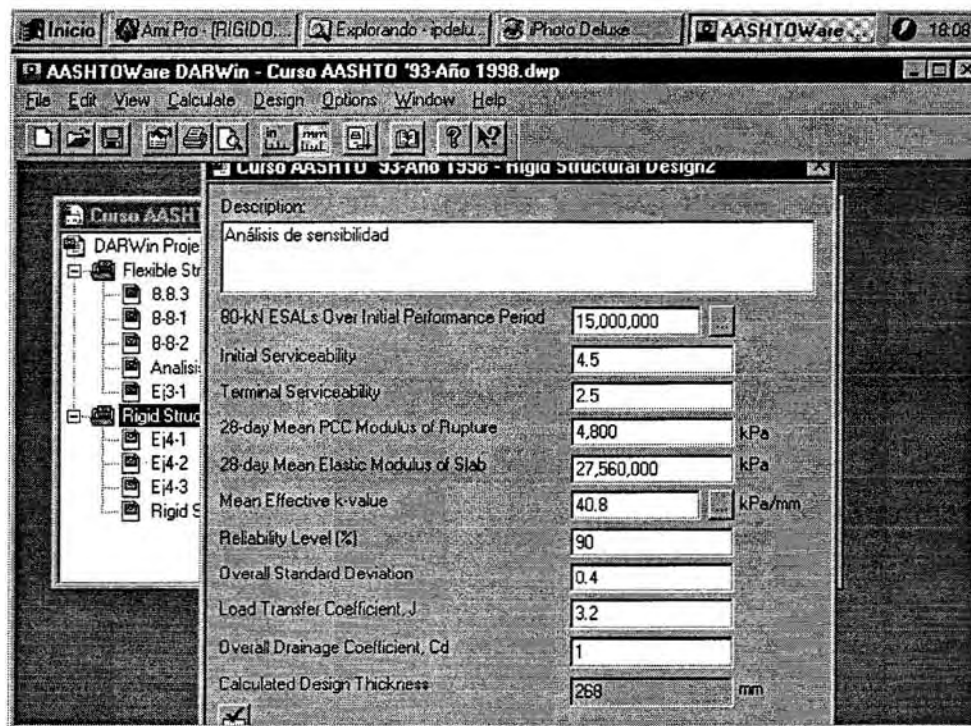 Inicio Ami Pro - [RIGIDO.... Explorando - ipdelu... iPhoto Deluxe AASHTOWare ... 18:08
AASHTOWare DARWin - Curso AASHTO '93-Año 1998.dwp
File Edit View Calculate Design Options Window Help
in mm
Curso AASHTO '93-Año 1998 - Rigid Structural Design2
Curso AASHT
DARWin Proje
Flexible Str
8.8.3
8-8-1
8-8-2
Analisi
Ej3-1
Rigid Struc
Ej4-1
Ej4-2
Ej4-3
Rigid S
Description:
Análisis de sensibilidad
80-kN ESALs Over Initial Performance Period 15,000,000 ...
Initial Serviceability 4.5
Terminal Serviceability 2.5
28-day Mean PCC Modulus of Rupture 4,800 kPa
28-day Mean Elastic Modulus of Slab 27,560,000 kPa
Mean Effective k-value 40.8 ... kPa/mm
Reliability Level (%) 90
Overall Standard Deviation 0.4
Load Transfer Coefficient, J 3.2
Overall Drainage Coefficient, Cd 1
Calculated Design Thickness 268 mm